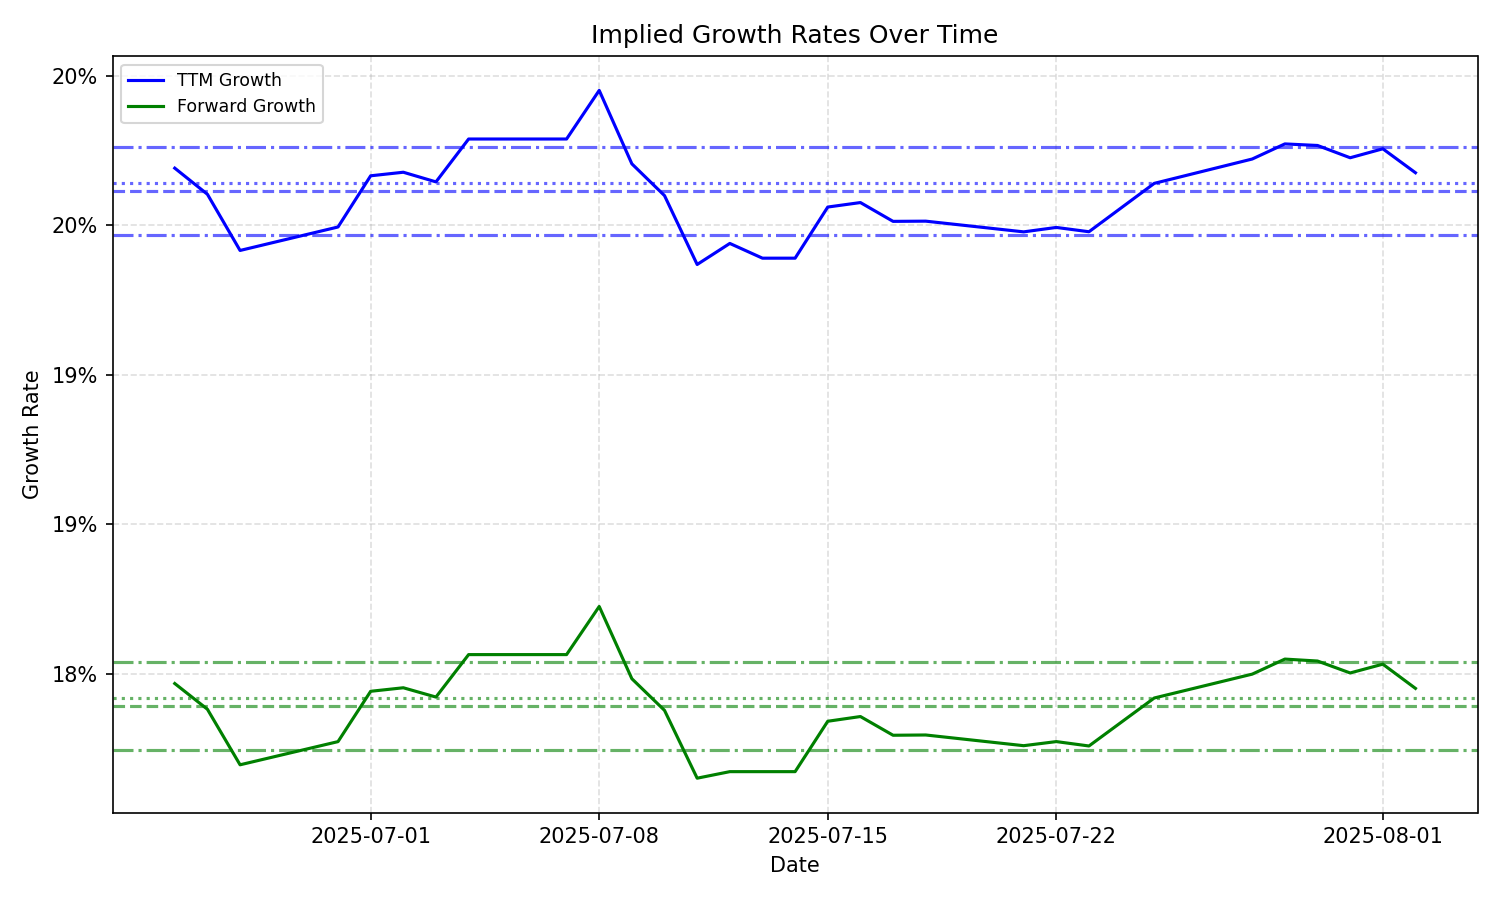 Implied Growth Rates Over Time
TTM Growth
Forward Growth
20%
20%
19%
19%
18%
Growth Rate
2025-07-01
2025-07-08
2025-07-15
2025-07-22
2025-08-01
Date